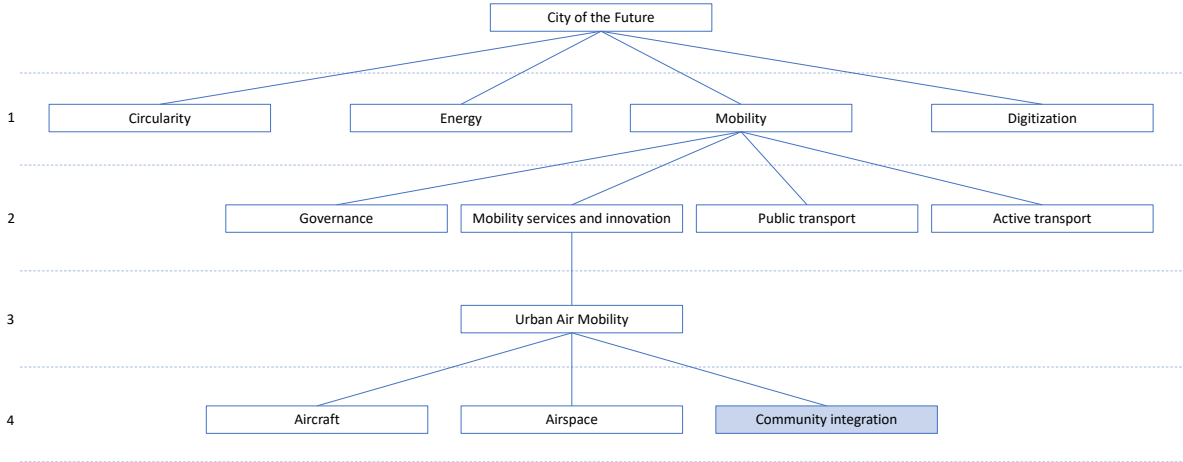 City of the Future
1
Circularity
Energy
Mobility
Digitization
2
Governance
Mobility services and innovation
Public transport
Active transport
3
Urban Air Mobility
4
Aircraft
Airspace
Community integration